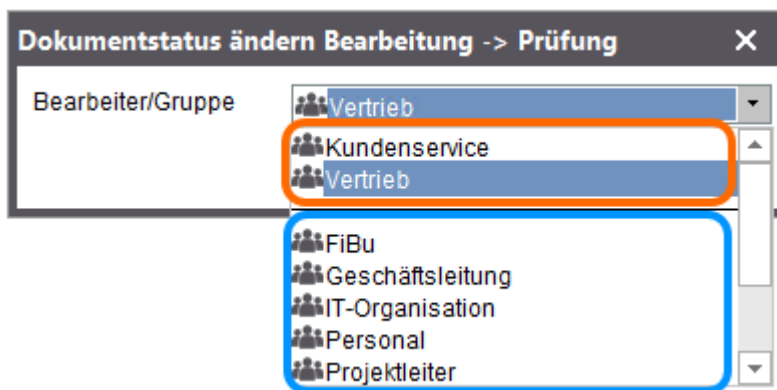 Dokumentstatus ändern Bearbeitung -> Prüfung
Bearbeiter/Gruppe Vertrieb
Kundenservice
Vertrieb
FiBu
Geschäftsleitung
IT-Organisation
Personal
Projektleiter